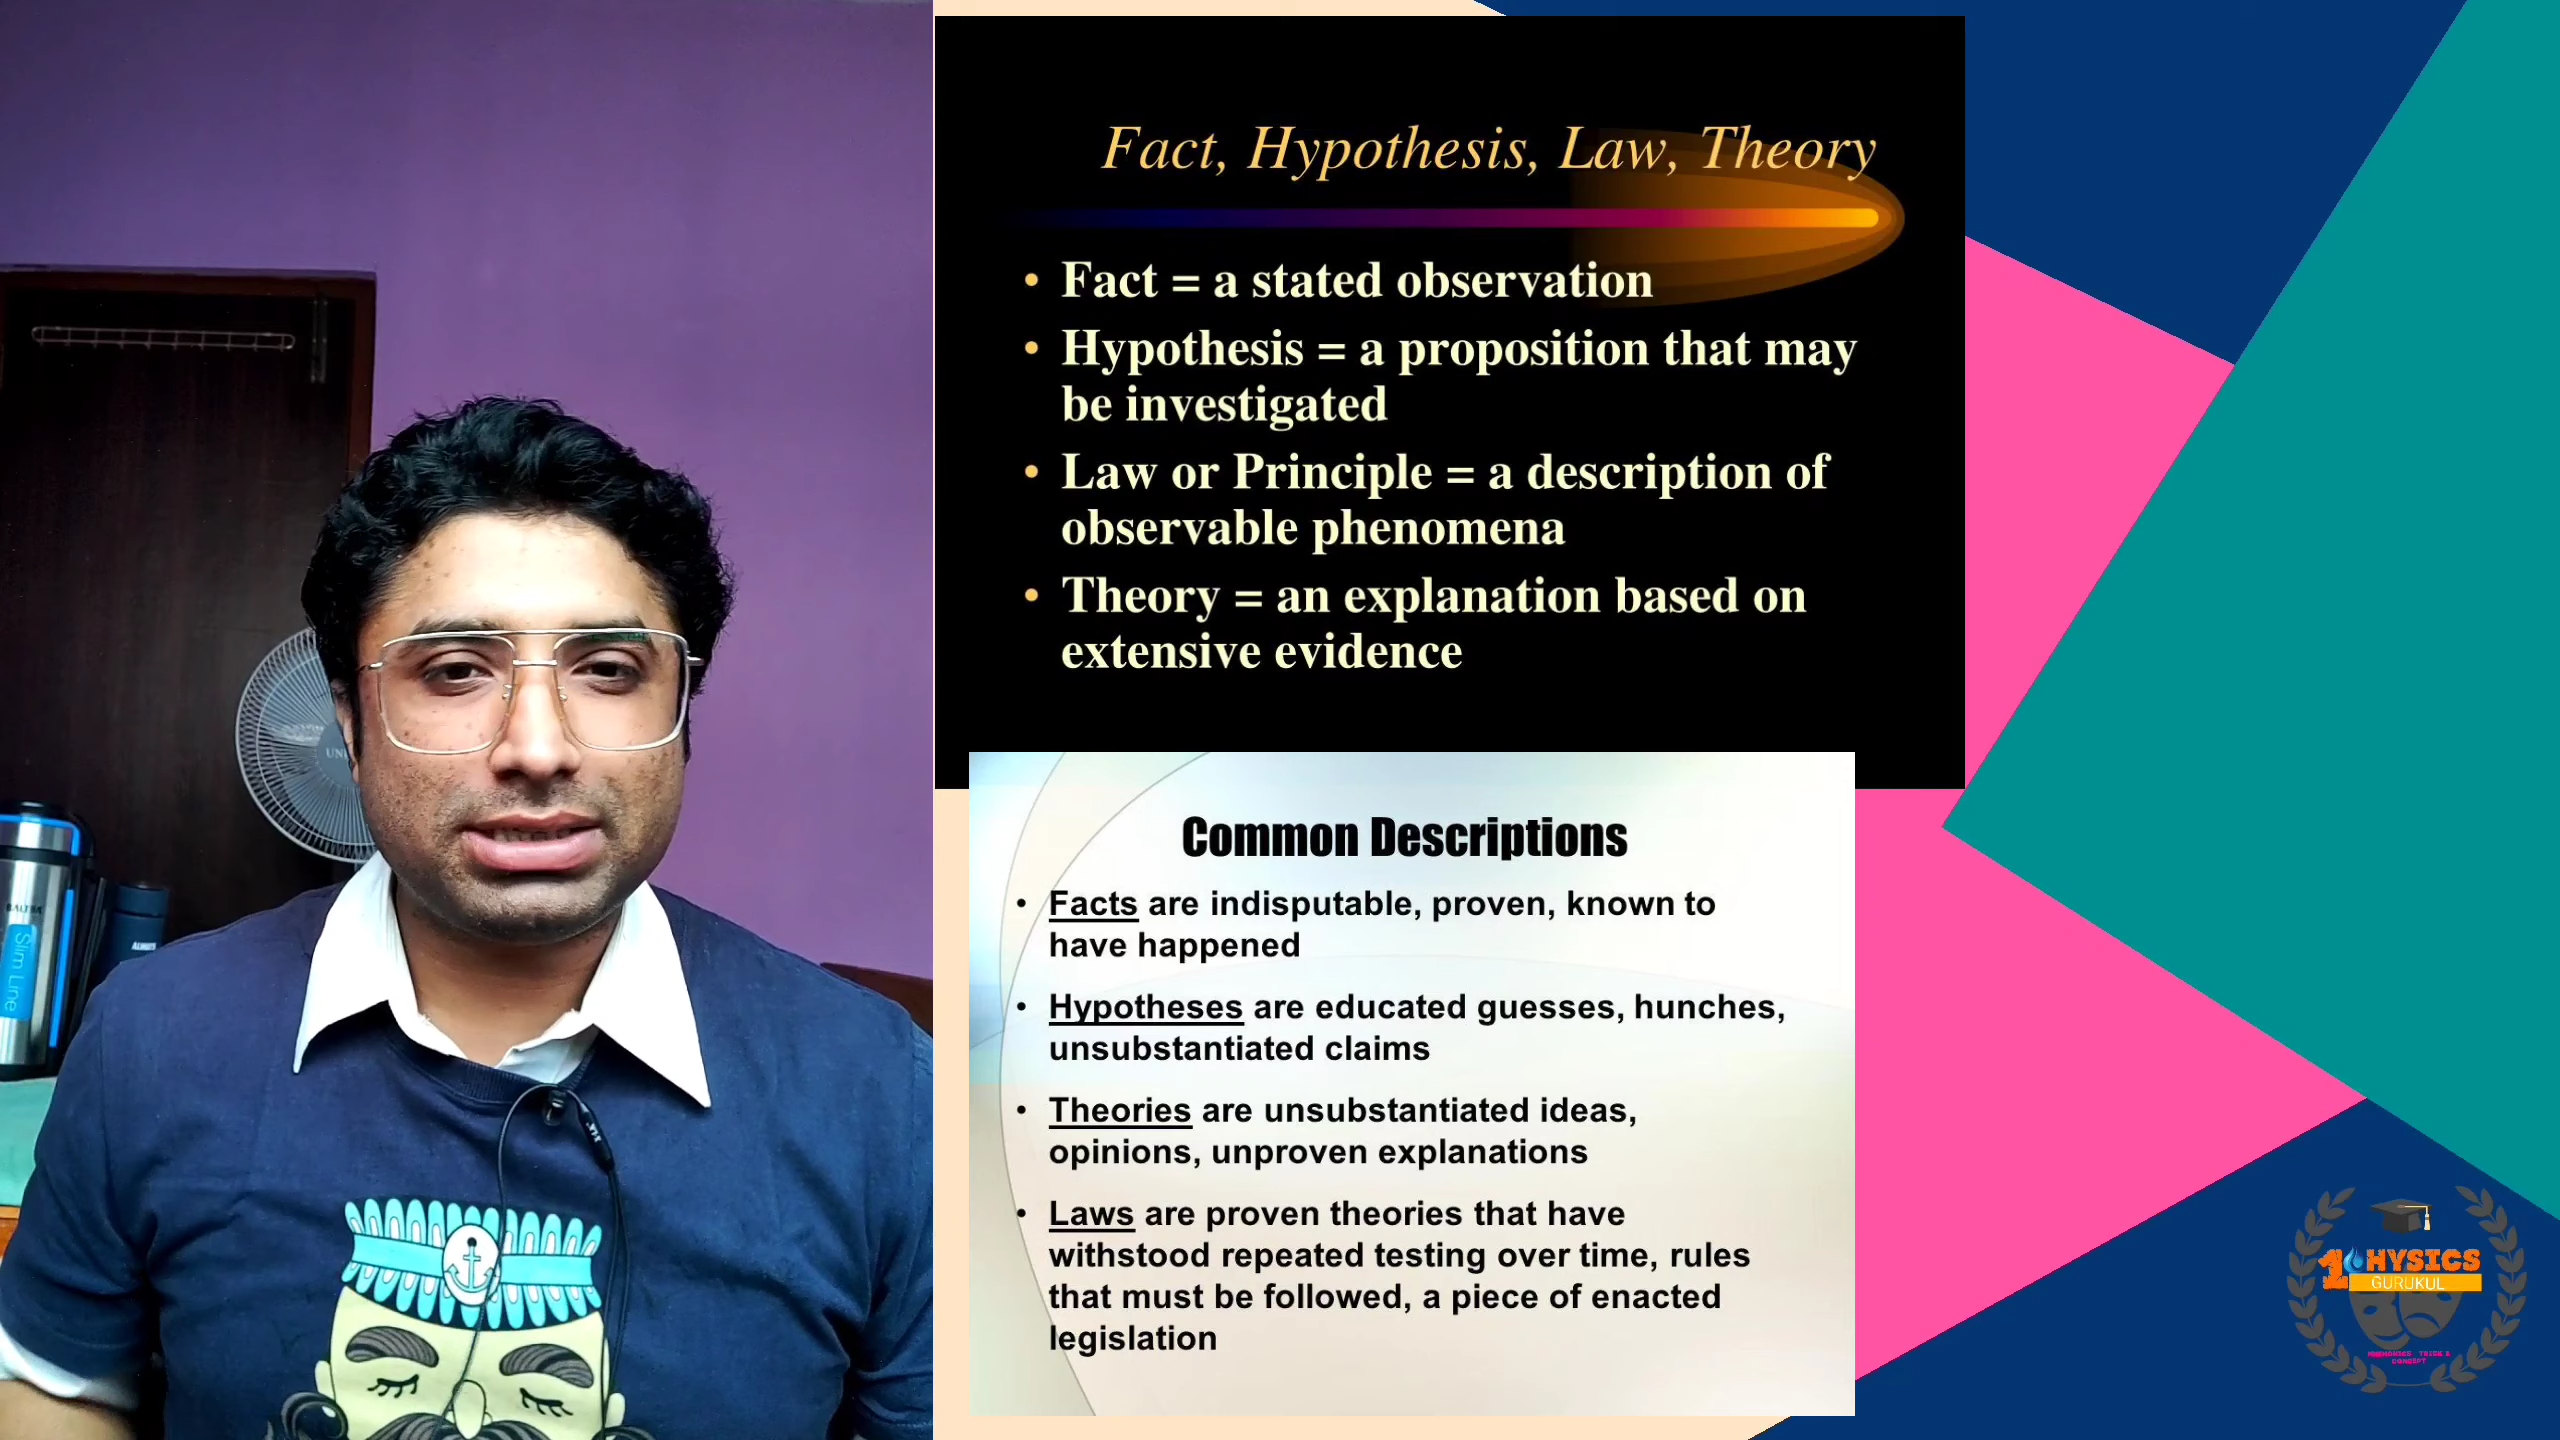 Fact, Hypothesis, Law, Theory
• Fact = a stated observation
• Hypothesis = a proposition that may
be investigated
• Law or Principle = a description of
observable phenomena
• Theory = an explanation based on
extensive evidence
Common Descriptions
• Facts are indisputable, proven, known to
have happened
• Hypotheses are educated guesses, hunches,
unsubstantiated claims
• Theories are unsubstantiated ideas,
opinions, unproven explanations
• Laws are proven theories that have
withstood repeated testing over time, rules
that must be followed, a piece of enacted
legislation
Slim Line
HYSICS
GURUKUL